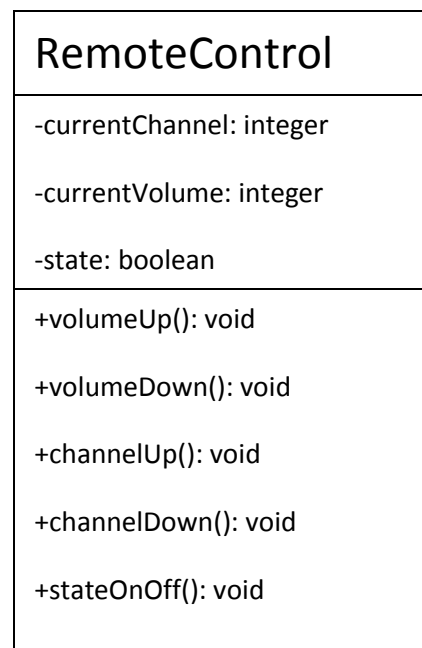 RemoteControl
-currentChannel: integer
-currentVolume: integer
-state: boolean
+volumeUp(): void
+volumeDown(): void
+channelUp(): void
+channelDown(): void
+stateOnOff(): void